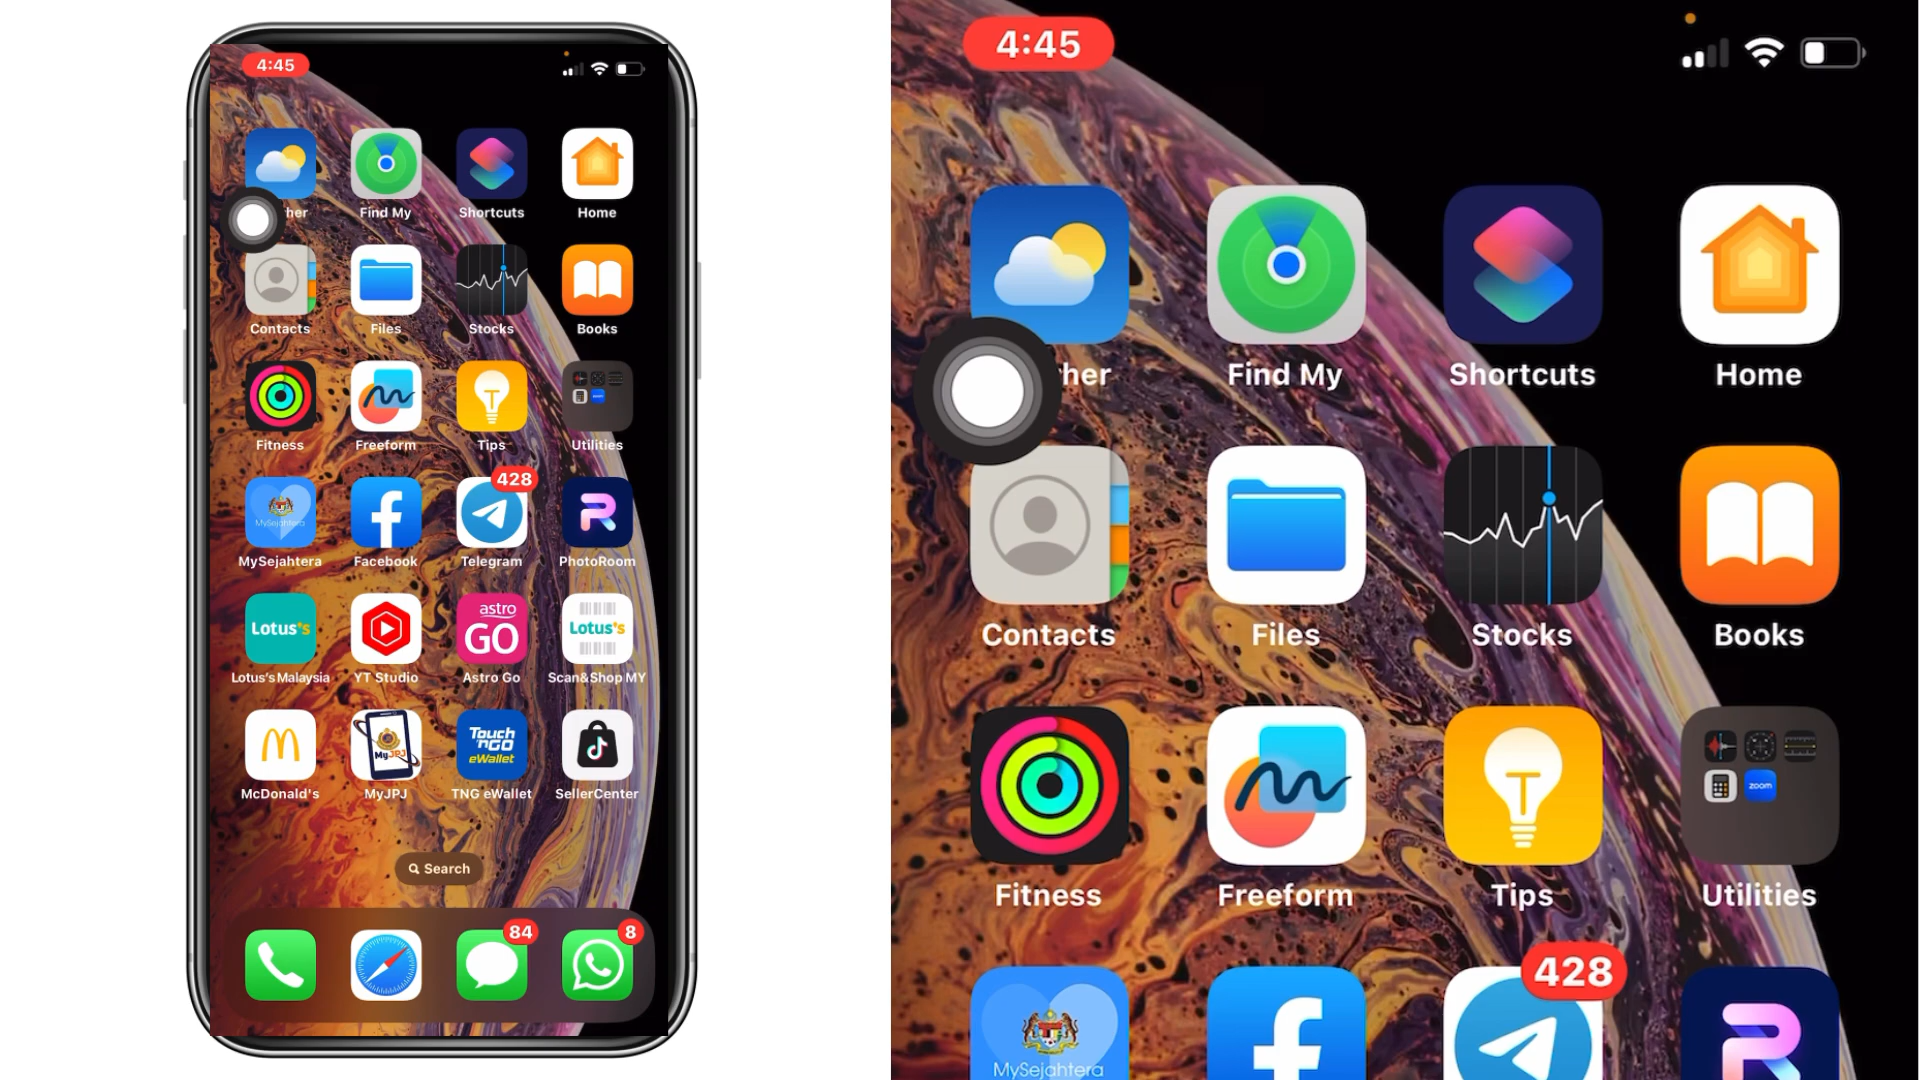 4:45
her Find My Shortcuts Home
Contacts Files Stocks Books
Fitness Freeform Tips Utilities
428
MySejahtera
MySejahtera Facebook Telegram PhotoRoom
astro
Lotus's GO Lotus's
Lotus's Malaysia YT Studio Astro Go Scan&Shop MY
Touch
'nGO
MyJPJ eWallet
McDonald's MyJPJ TNG eWallet SellerCenter
Search
84 8
4:45
her Find My Shortcuts Home
Contacts Files Stocks Books
zoom
Fitness Freeform Tips Utilities
428
MySejahtera